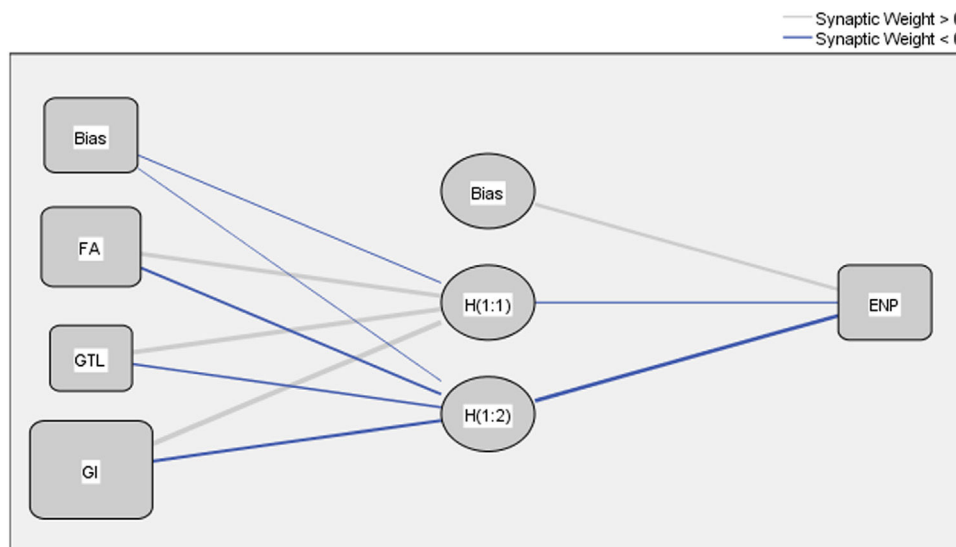 Synaptic Weight > 
Synaptic Weight < 
Bias
FA
GTL
GI
Bias
H(1:1)
H(1:2)
ENP